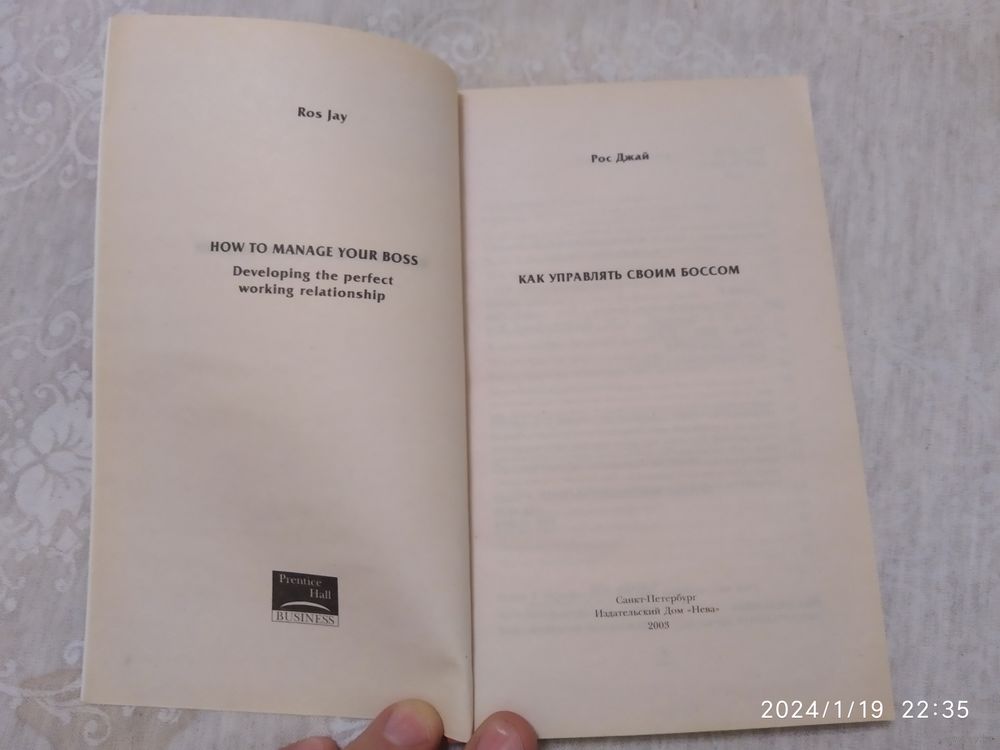 Ros Jay
HOW TO MANAGE YOUR BOSS
Developing the perfect
working relationship
Prentice
Hall
BUSINESS
Рос Джай
КАК УПРАВЛЯТЬ СВОИМ БОССОМ
Санкт-Петербург
Издательский Дом «Нева»
2003
2024/1/19 22:35